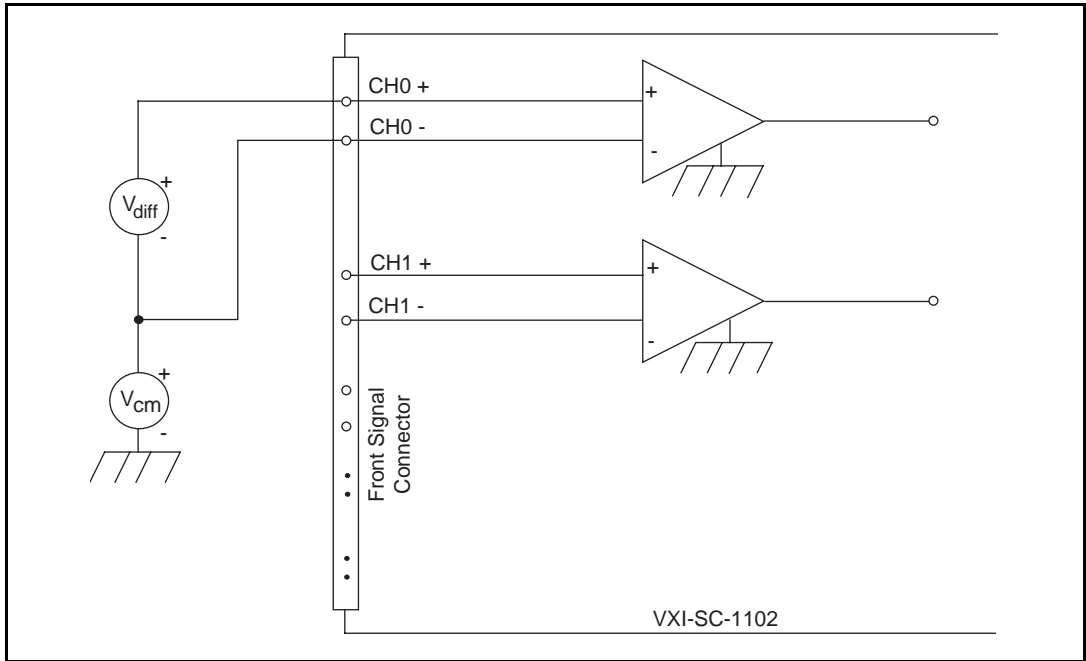 CH0 +
CH0 -
+
-
+
Vdiff
-
CH1 +
CH1 -
+
-
+
Vcm
-
Front Signal
Connector
VXI-SC-1102